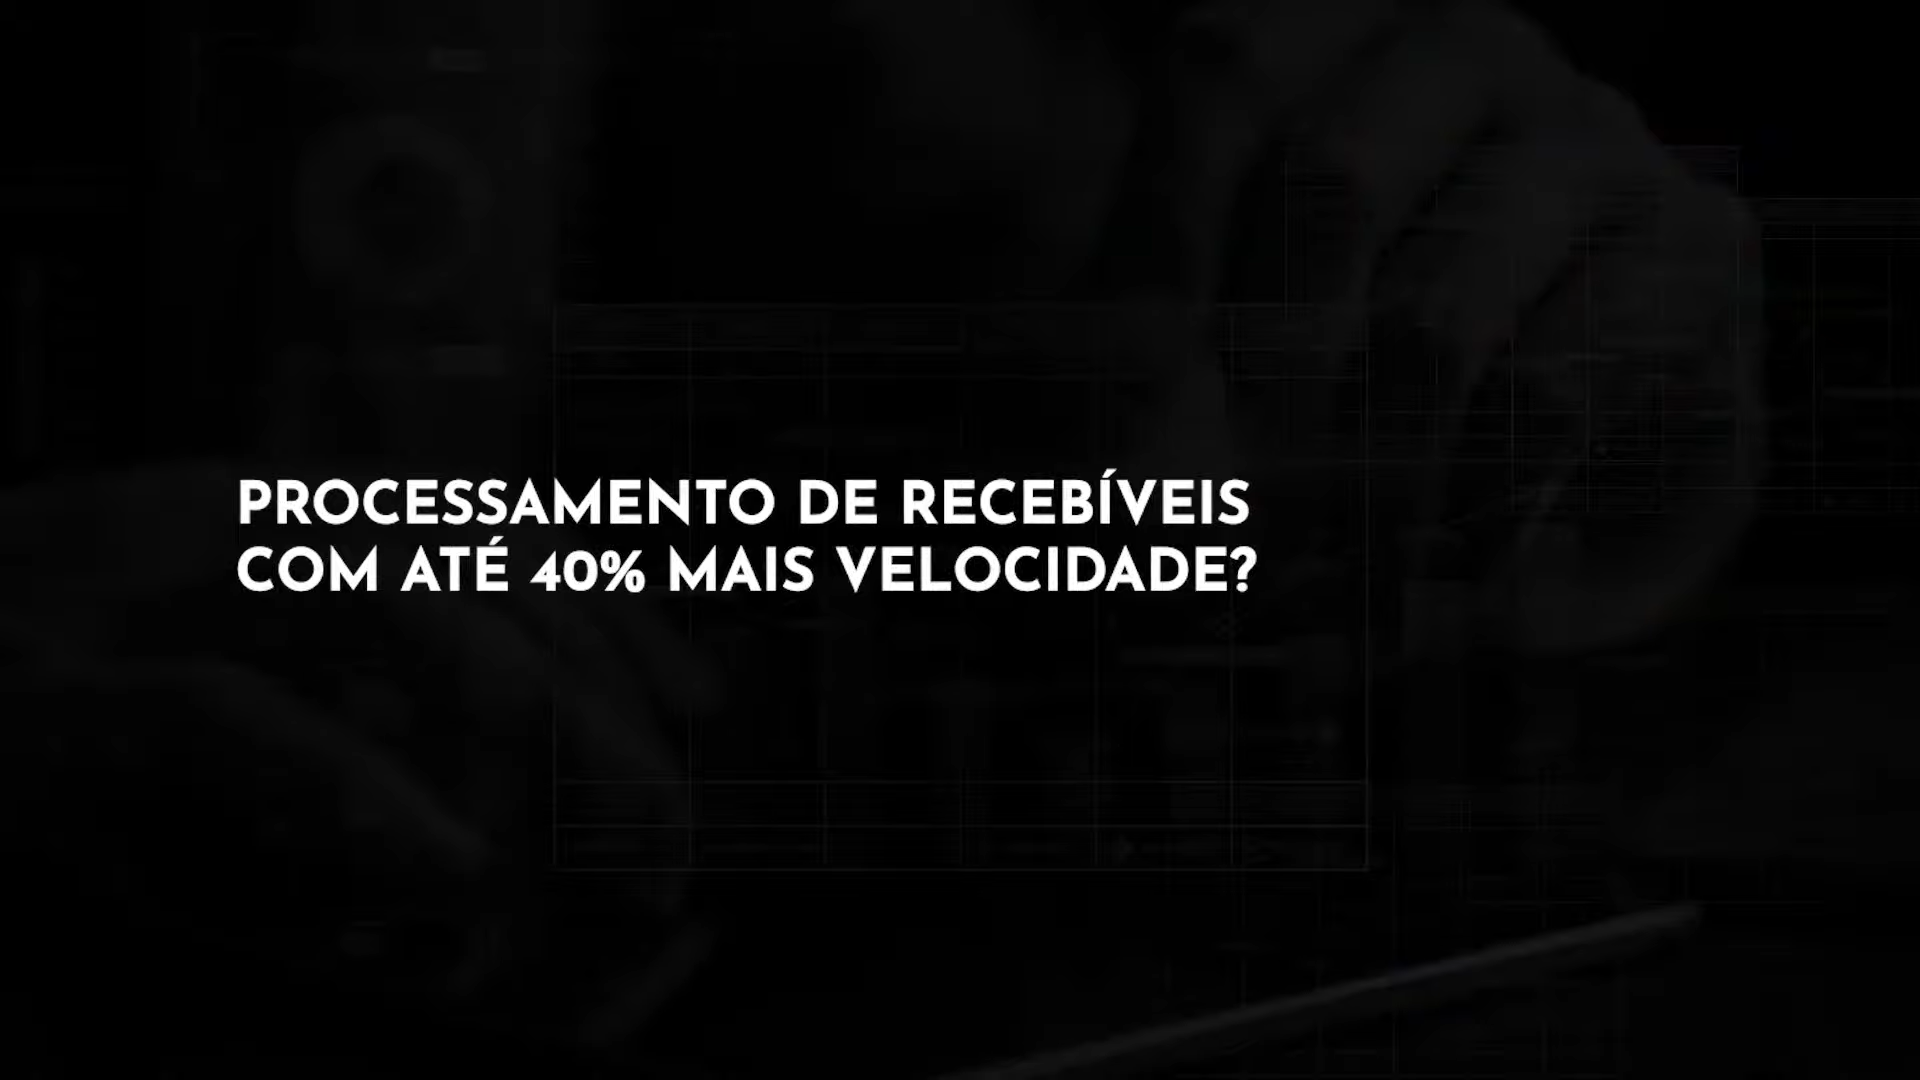 PROCESSAMENTO DE RECEBÍVEIS
COM ATÉ 40% MAIS VELOCIDADE?